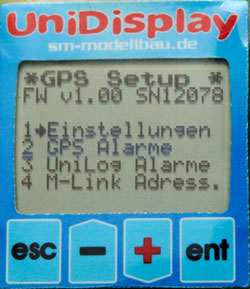 UniDisplay
sm-modellbau.de
*GPS Setup *
FW v1.00 SN12078
1→Einstellungen
2 GPS Alarme
3 UniLog Alarme
4 M-Link Adress.
esc - + ent